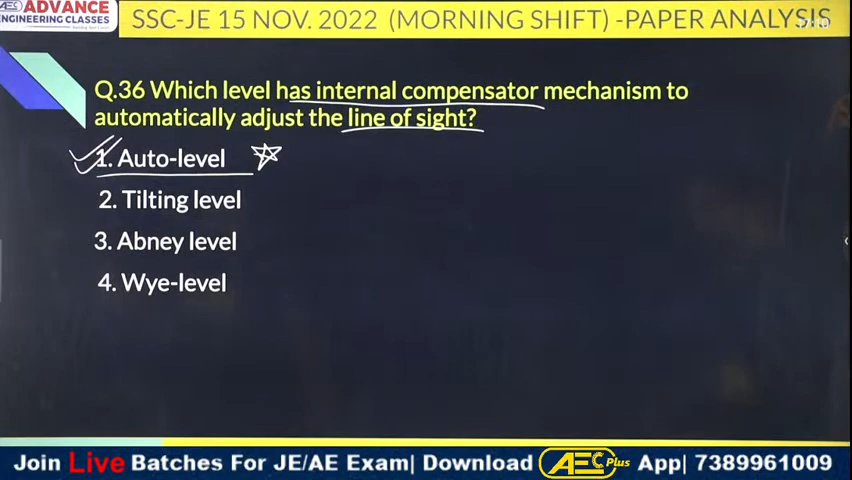 AEC ADVANCE
ENGINEERING CLASSES
SSC-JE 15 NOV. 2022 (MORNING SHIFT) -PAPER ANALYSIS
Q.36 Which level has internal compensator mechanism to
automatically adjust the line of sight?
1. Auto-level
2. Tilting level
3. Abney level
4. Wye-level
Join Live Batches For JE/AE Exam| Download AEC Plus App| 7389961009